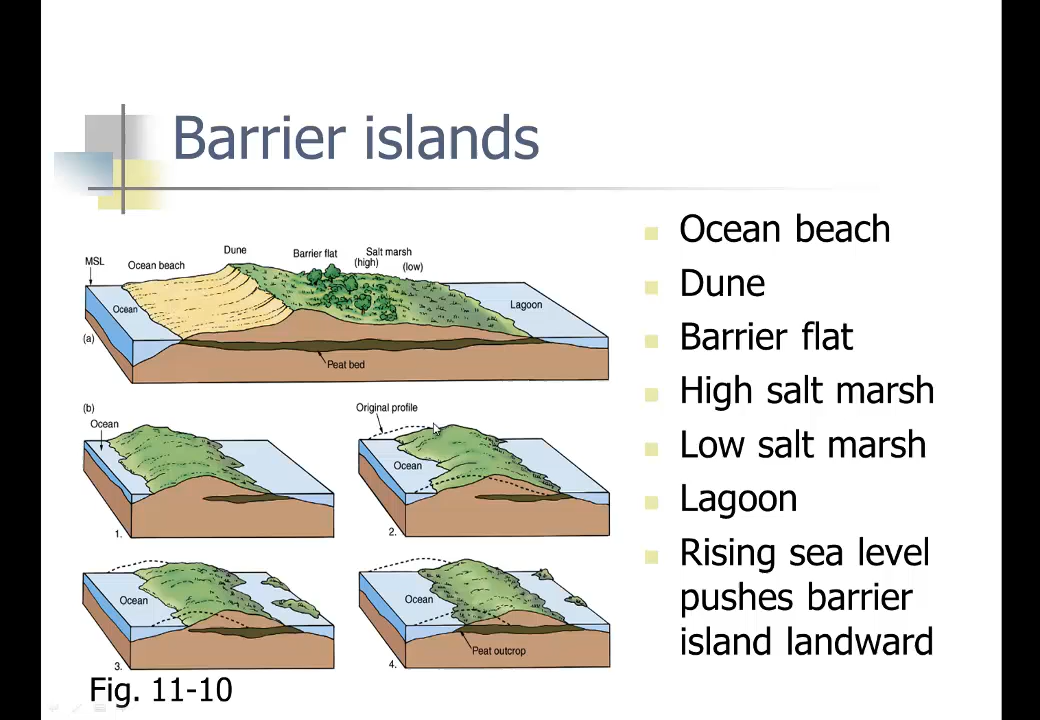 Barrier islands
MSL
Ocean beach
Dune
Barrier flat
Salt marsh
(high)
(low)
Ocean
Lagoon
(a)
Peat bed
(b)
Ocean
1.
Original profile
Ocean
2.
Ocean
3.
Ocean
Peat outcrop
4.
Fig. 11-10
Ocean beach
Dune
Barrier flat
High salt marsh
Low salt marsh
Lagoon
Rising sea level
pushes barrier
island landward